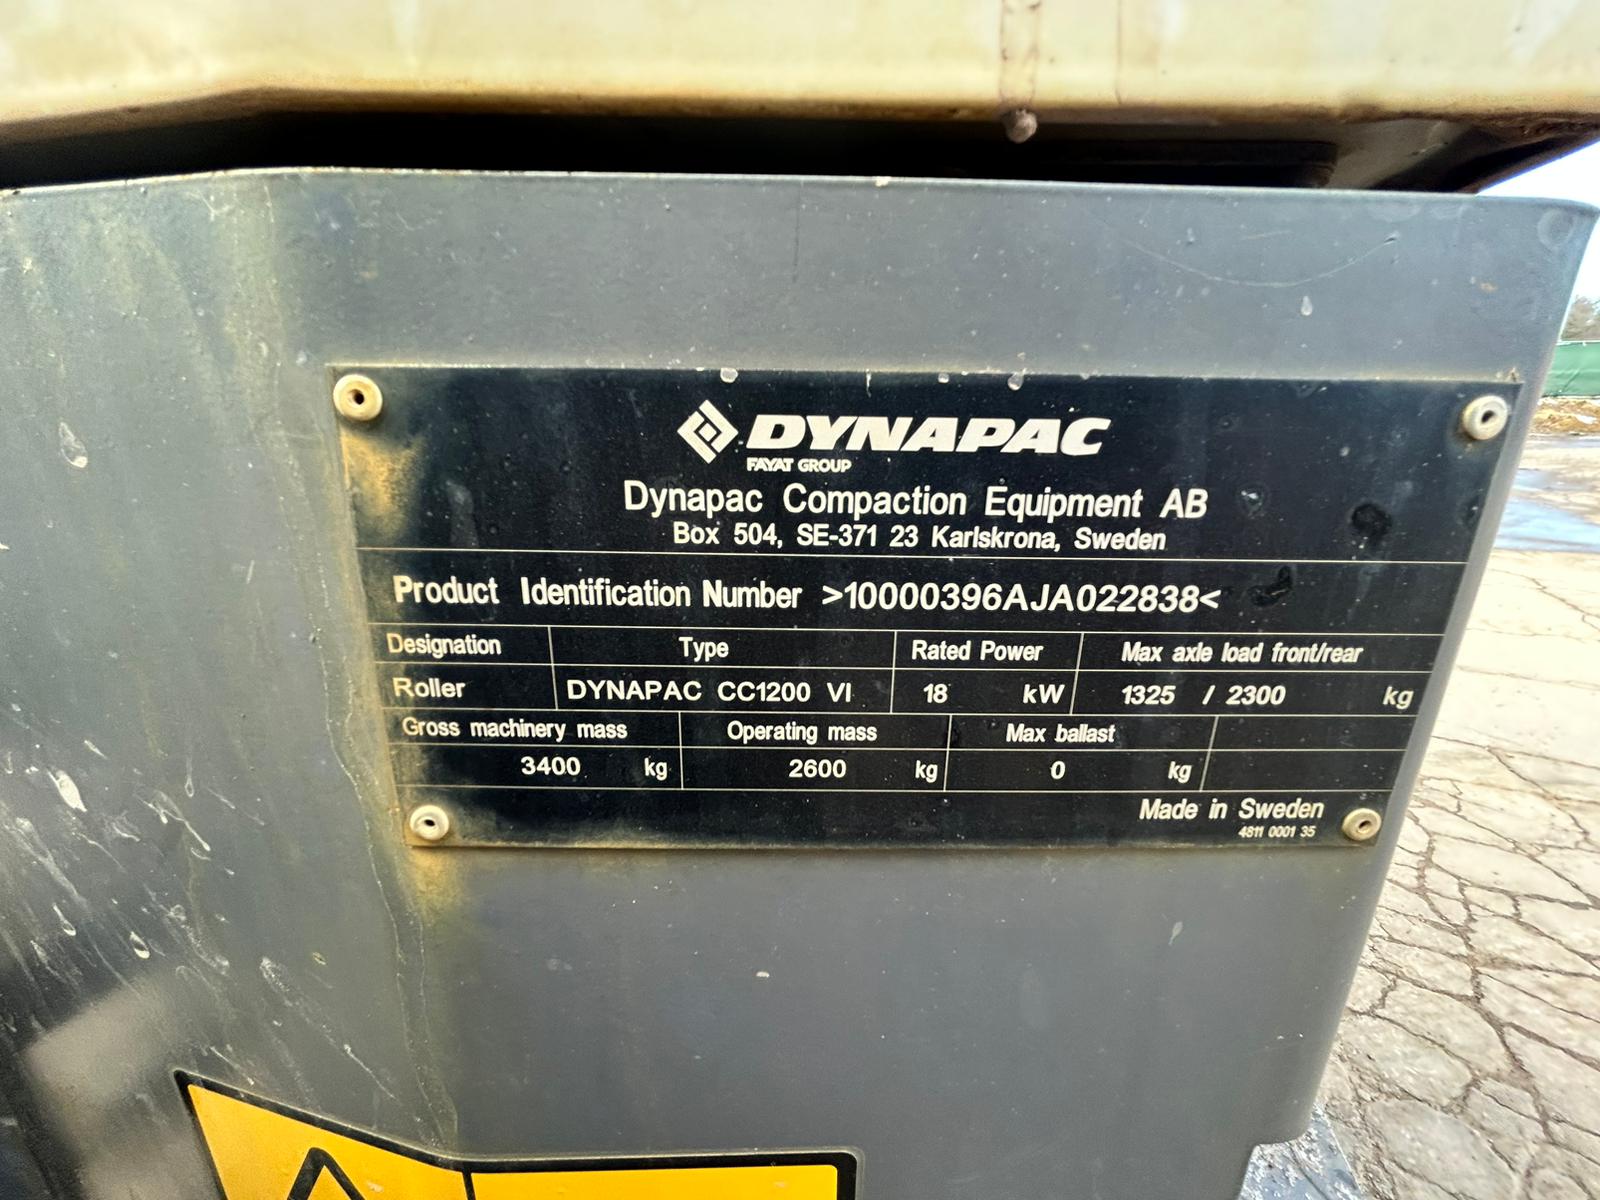 DYNAPAC
FAYAT GROUP
Dynapac Compaction Equipment AB
Box 504, SE-371 23 Karlskrona, Sweden
Product Identification Number >10000396AJA022838<
Designation Type Rated Power Max axle load front/rear
Roller DYNAPAC CC1200 VI 18 kW 1325 / 2300 kg
Gross machinery mass Operating mass Max ballast
3400 kg 2600 kg 0 kg
Made in Sweden
4811 0001 35